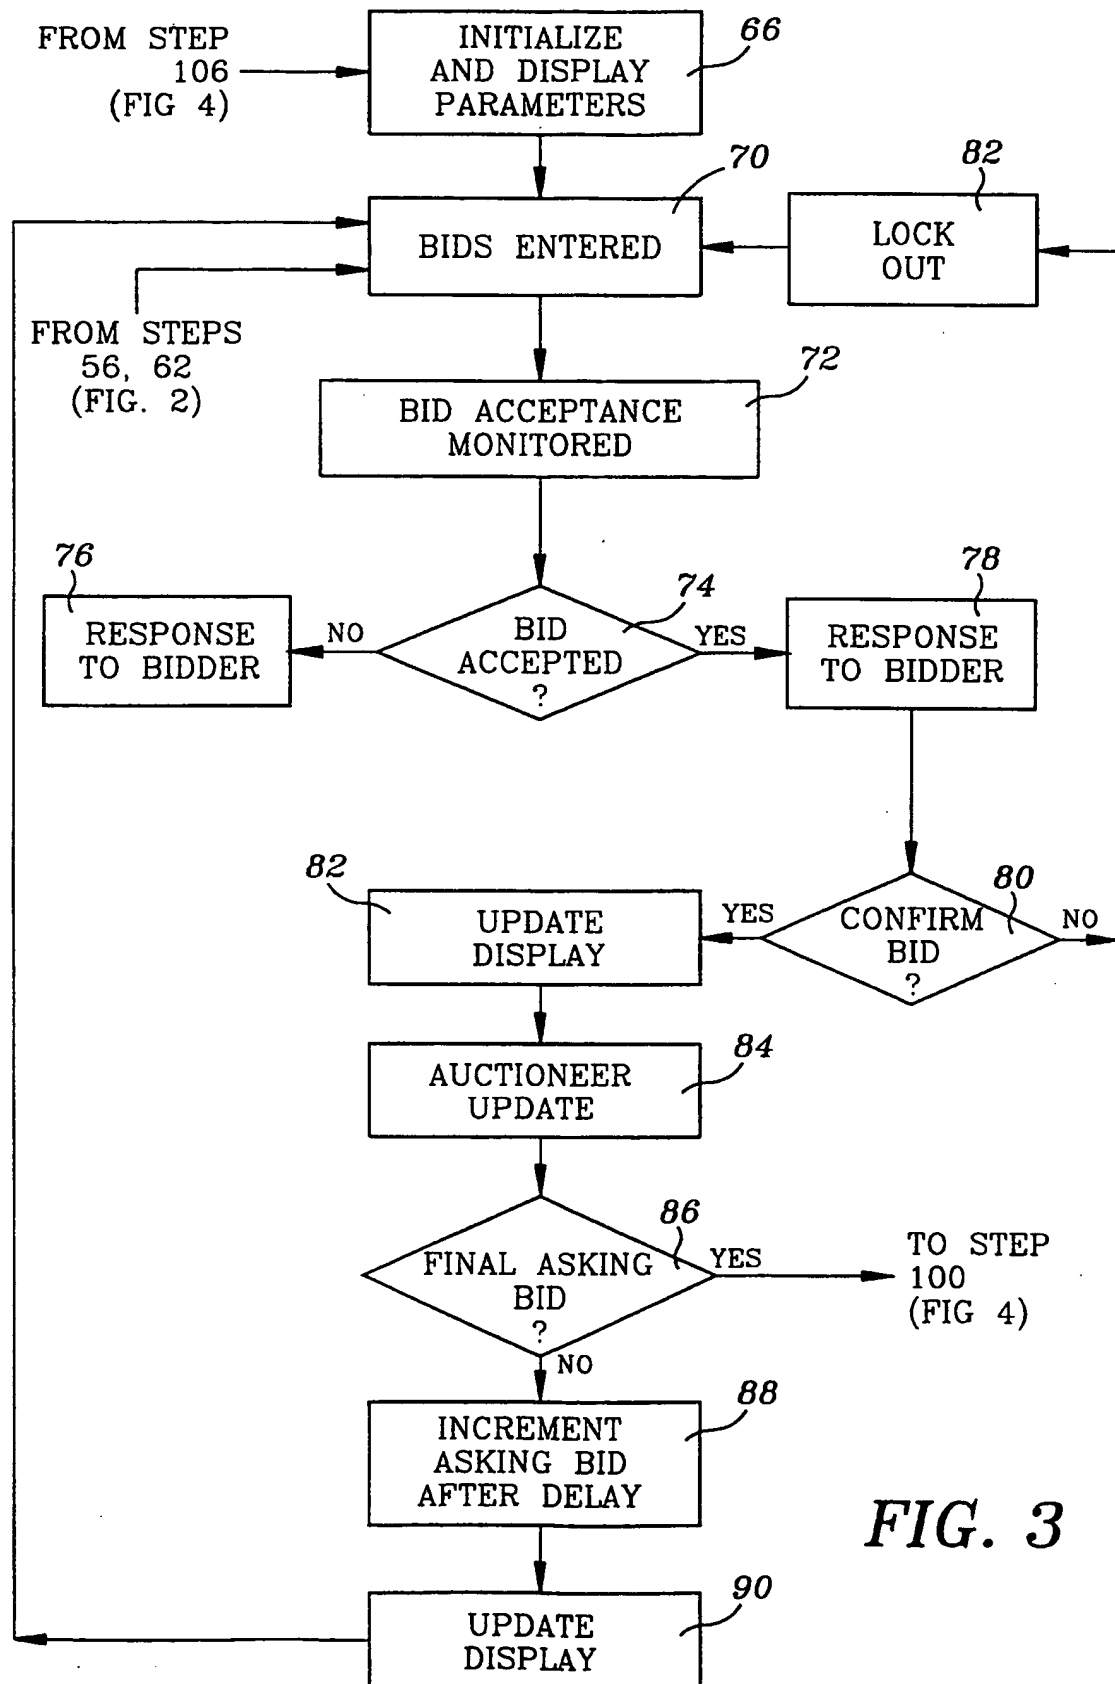 FROM STEP
106
(FIG 4)
INITIALIZE
AND DISPLAY
PARAMETERS
66
70
82
BIDS ENTERED
LOCK
OUT
FROM STEPS
56, 62
(FIG. 2)
72
BID ACCEPTANCE
MONITORED
76
RESPONSE
TO BIDDER
NO
BID
ACCEPTED
?
74
YES
78
RESPONSE
TO BIDDER
82
UPDATE
DISPLAY
YES
CONFIRM
BID
?
80
NO
AUCTIONEER
UPDATE
84
FINAL ASKING
BID
?
86
YES
TO STEP
100
(FIG 4)
NO
INCREMENT
ASKING BID
AFTER DELAY
88
FIG. 3
UPDATE
DISPLAY
90